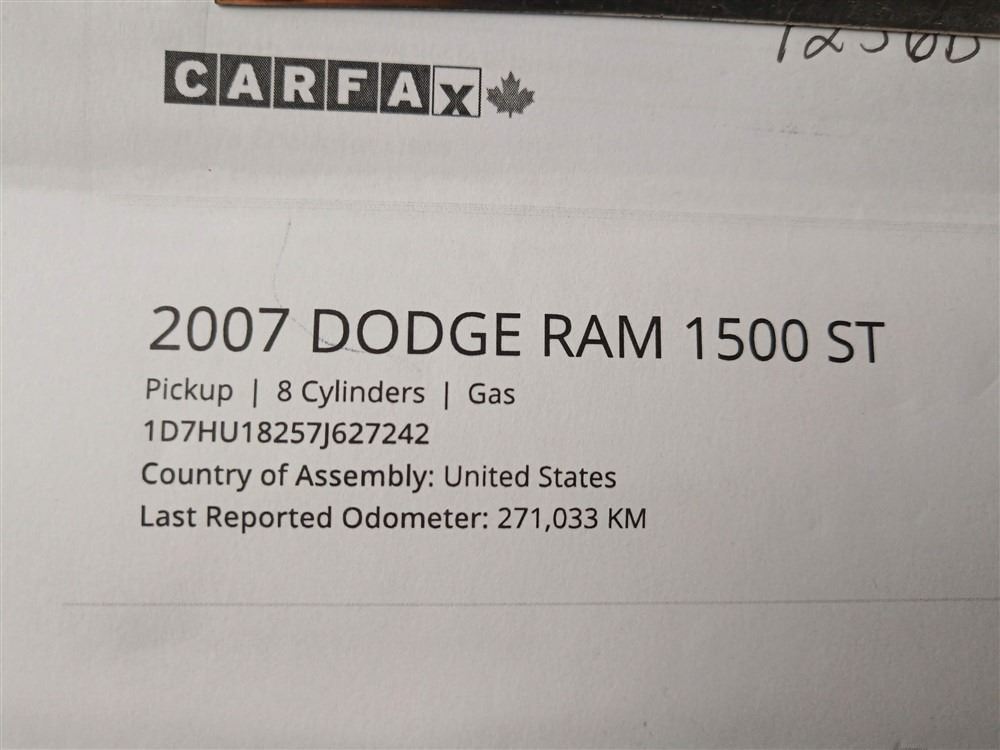 CARFAX
2007 DODGE RAM 1500 ST
Pickup | 8 Cylinders | Gas
1D7HU18257J627242
Country of Assembly: United States
Last Reported Odometer: 271,033 KM